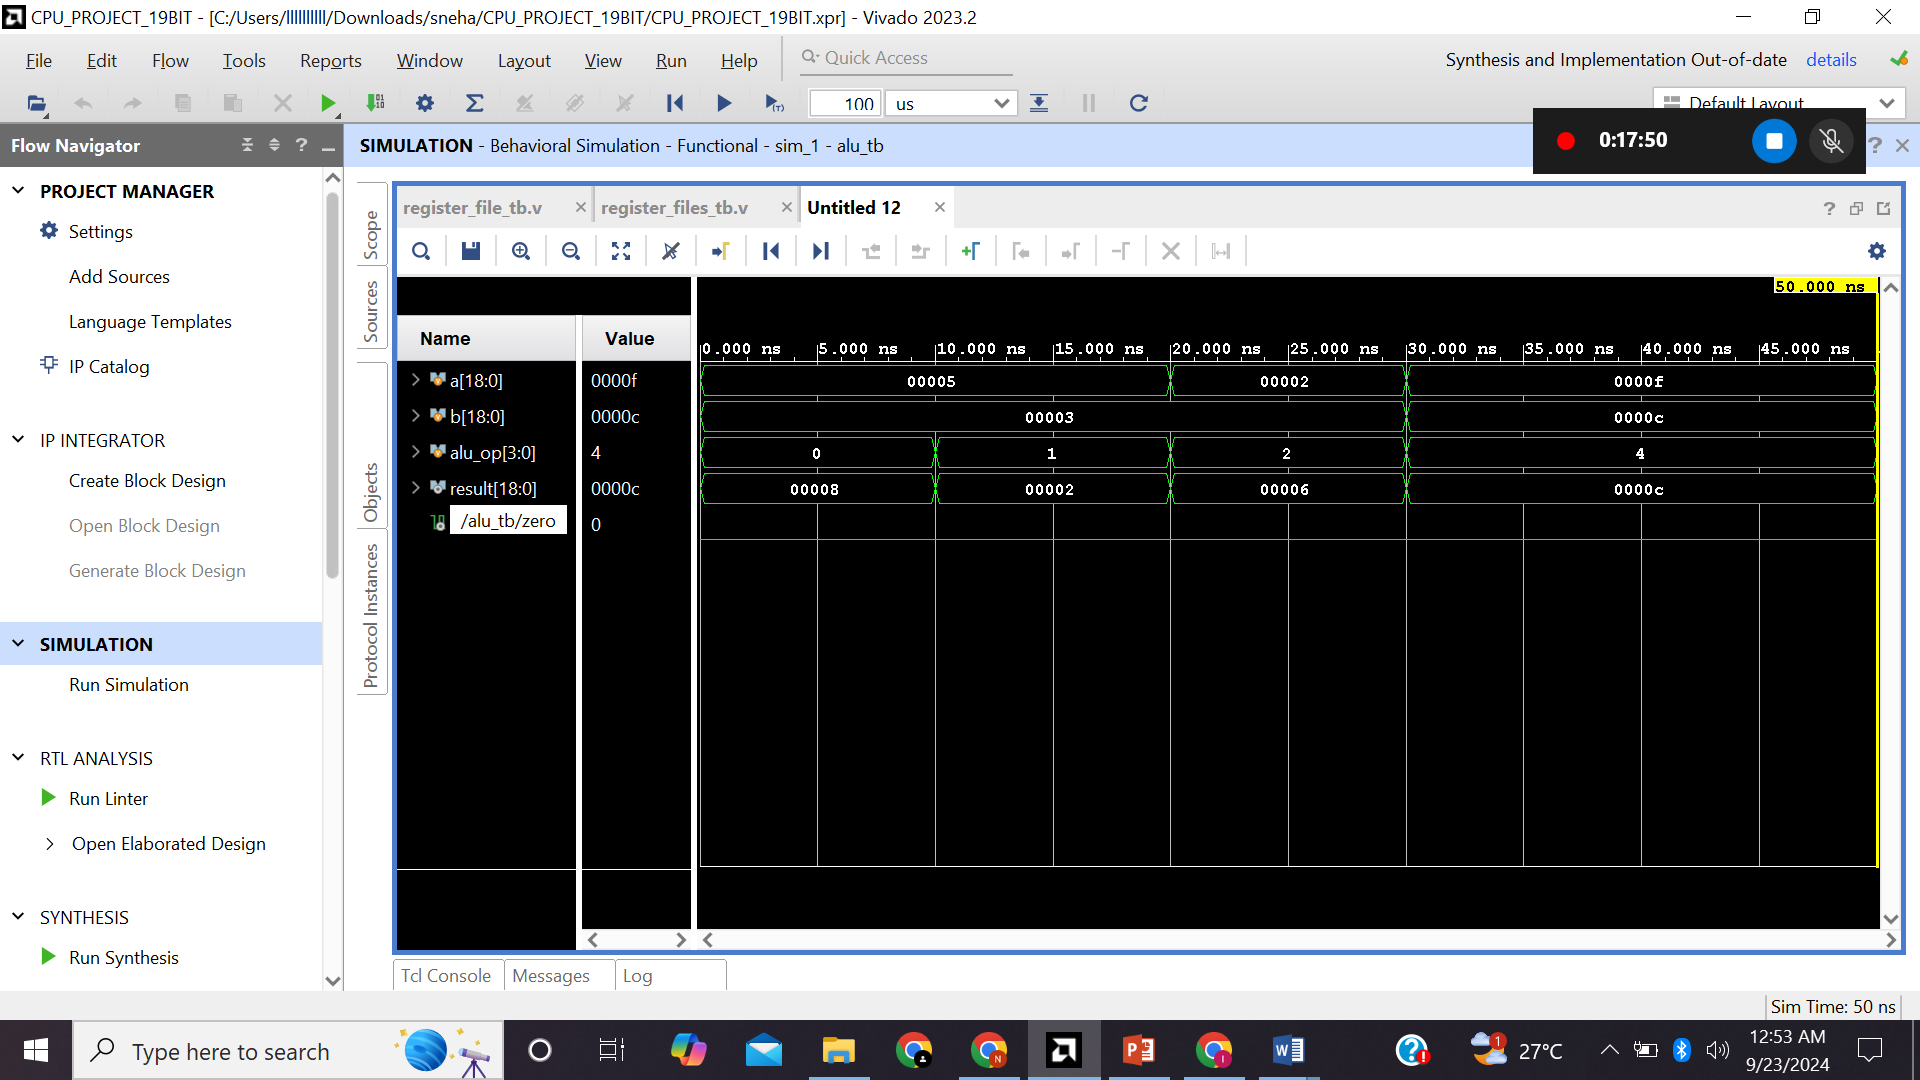 CPU_PROJECT_19BIT - [C:/Users/llllllllll/Downloads/sneha/CPU_PROJECT_19BIT/CPU_PROJECT_19BIT.xpr] - Vivado 2023.2
File Edit Flow Tools Reports Window Layout View Run Help Quick Access
Synthesis and Implementation Out-of-date details
100 us
Default Layout
0:17:50
Flow Navigator
SIMULATION - Behavioral Simulation - Functional - sim_1 - alu_tb
PROJECT MANAGER
Settings
Add Sources
Language Templates
IP Catalog
IP INTEGRATOR
Create Block Design
Open Block Design
Generate Block Design
SIMULATION
Run Simulation
RTL ANALYSIS
Run Linter
Open Elaborated Design
SYNTHESIS
Run Synthesis
Scope
Sources
Objects
Protocol Instances
register_file_tb.v register_files_tb.v Untitled 12
50.000 ns
Name Value
0.000 ns 5.000 ns 10.000 ns 15.000 ns 20.000 ns 25.000 ns 30.000 ns 35.000 ns 40.000 ns 45.000 ns
a[18:0] 0000f 00005 00002 0000f
b[18:0] 0000c 00003 0000c
alu_op[3:0] 4 0 1 2 4
result[18:0] 0000c 00008 00002 00006 0000c
/alu_tb/zero 0
Tcl Console Messages Log
Sim Time: 50 ns
Type here to search
1
27°C
12:53 AM
9/23/2024